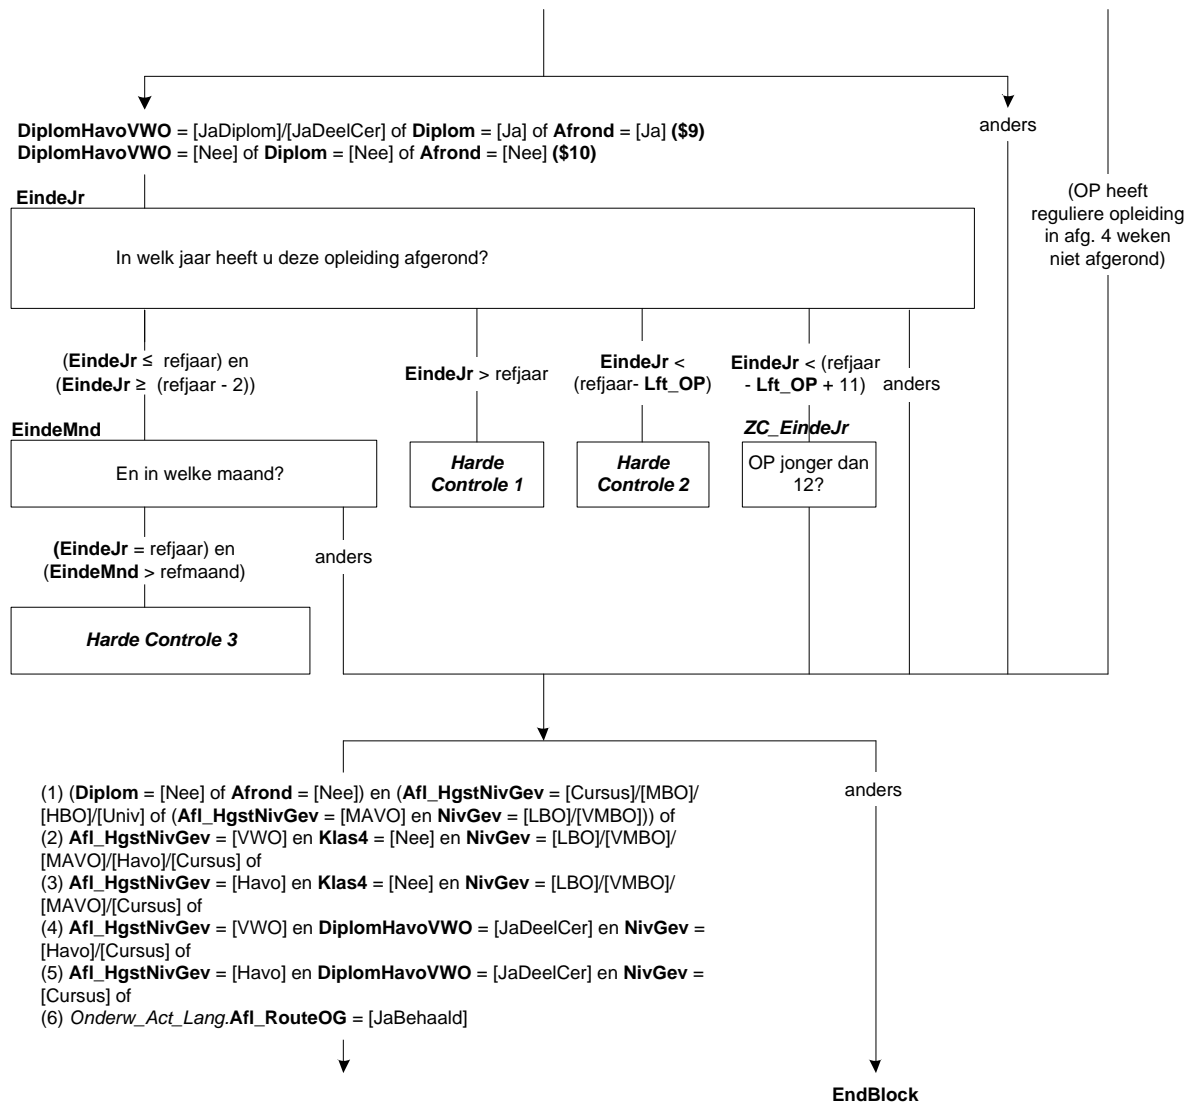 DiplomHavoVWO = [JaDiplom]/[JaDeelCer] of Diplom = [Ja] of Afrond = [Ja] ($9)
DiplomHavoVWO = [Nee] of Diplom = [Nee] of Afrond = [Nee] ($10)
anders
(OP heeft
reguliere opleiding
in afg. 4 weken
niet afgerond)
EindeJr
In welk jaar heeft u deze opleiding afgerond?
(EindeJr ≤ refjaar) en
(EindeJr ≥ (refjaar - 2))
EindeJr > refjaar
EindeJr <
(refjaar- Lft_OP)
EindeJr < (refjaar
- Lft_OP + 11)
anders
EindeMnd
En in welke maand?
Harde
Controle 1
Harde
Controle 2
ZC_EindeJr
OP jonger dan
12?
(EindeJr = refjaar) en
(EindeMnd > refmaand)
anders
Harde Controle 3
(1) (Diplom = [Nee] of Afrond = [Nee]) en (Afl_HgstNivGev = [Cursus]/[MBO]/
[HBO]/[Univ] of (Afl_HgstNivGev = [MAVO] en NivGev = [LBO]/[VMBO])) of
(2) Afl_HgstNivGev = [VWO] en Klas4 = [Nee] en NivGev = [LBO]/[VMBO]/
[MAVO]/[Havo]/[Cursus] of
(3) Afl_HgstNivGev = [Havo] en Klas4 = [Nee] en NivGev = [LBO]/[VMBO]/
[MAVO]/[Cursus] of
(4) Afl_HgstNivGev = [VWO] en DiplomHavoVWO = [JaDeelCer] en NivGev =
[Havo]/[Cursus] of
(5) Afl_HgstNivGev = [Havo] en DiplomHavoVWO = [JaDeelCer] en NivGev =
[Cursus] of
(6) Onderw_Act_Lang.Afl_RouteOG = [JaBehaald]
anders
EndBlock